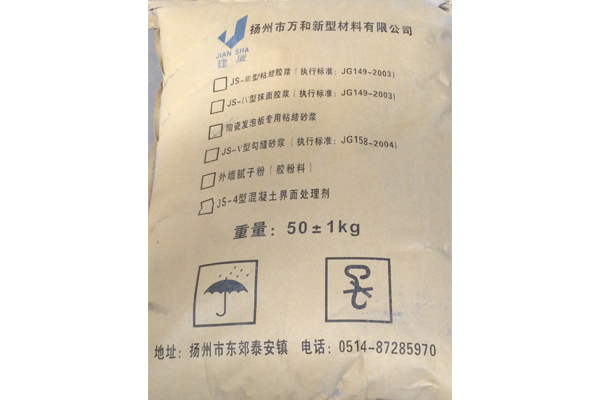 扬州市万和新型材料有限公司
JIAN SHA
建厦
JS-Ⅲ型粘结胶浆（执行标准：JG149-2003）
JS-Ⅳ型抹面胶浆（执行标准：JG149-2003）
陶瓷发泡板专用粘结砂浆
JS-V型勾缝砂浆（执行标准：JG158-2004）
外墙腻子粉（胶粉料）
JS-4型混凝土界面处理剂
重量：50±1kg
地址：扬州市东郊泰安镇 电话：0514-87285970